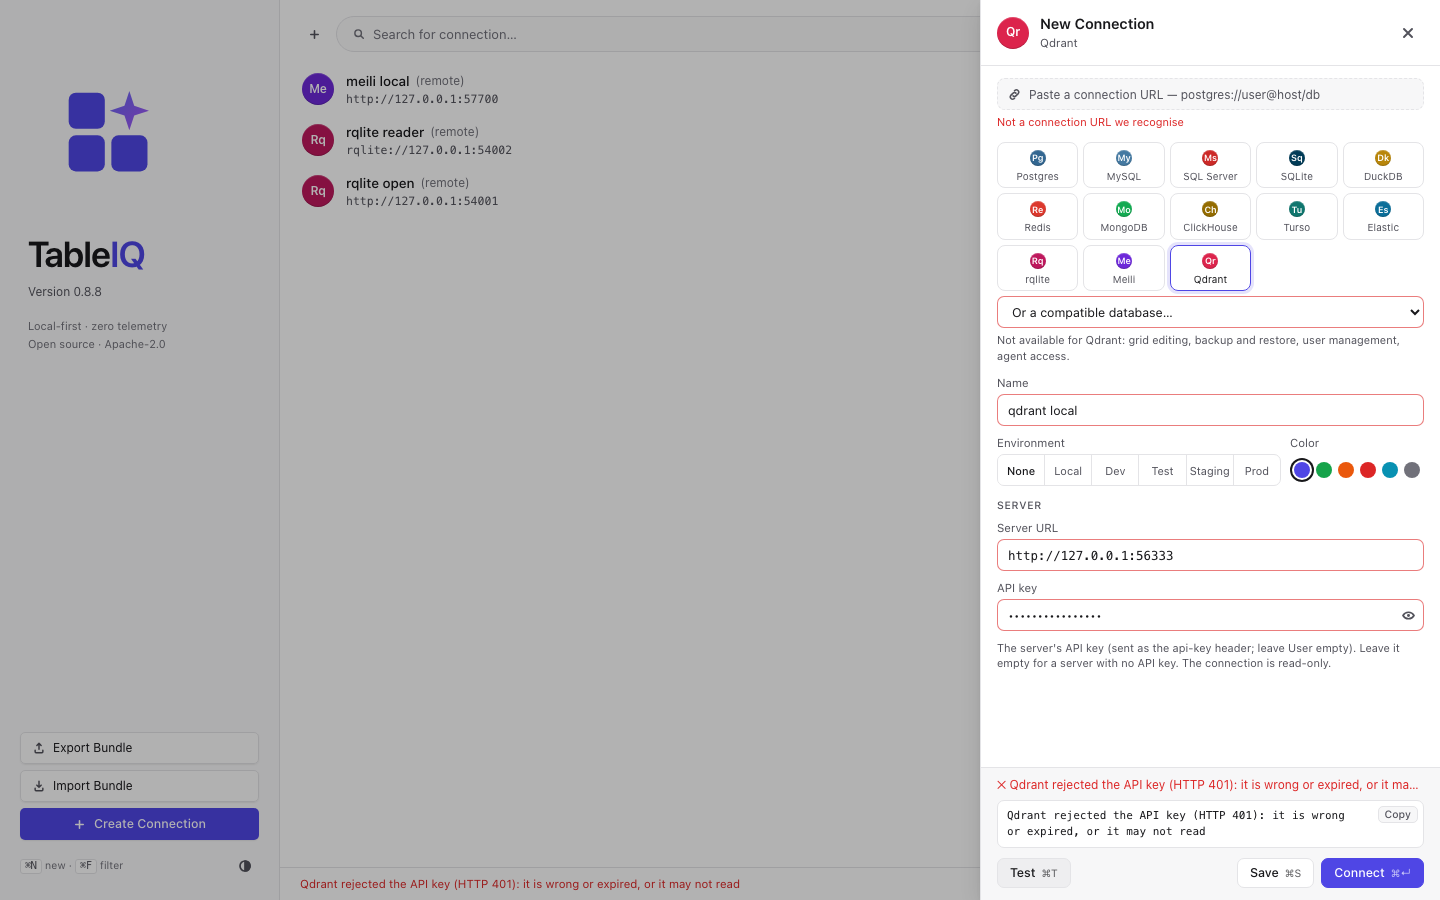 TableIQ
Version 0.8.8
Local-first · zero telemetry
Open source · Apache-2.0
Export Bundle
Import Bundle
+ Create Connection
⌘N new · ⌘F filter
+
Search for connection...
Me
meili local (remote)
http://127.0.0.1:57700
Rq
rqlite reader (remote)
rqlite://127.0.0.1:54002
Rq
rqlite open (remote)
http://127.0.0.1:54001
Qdrant rejected the API key (HTTP 401): it is wrong or expired, or it may not read
Qr
New Connection
Qdrant
Paste a connection URL — postgres://user@host/db
Not a connection URL we recognise
Pg My Ms Sq Dk
Postgres MySQL SQL Server SQLite DuckDB
Re Mo Ch Tu Es
Redis MongoDB ClickHouse Turso Elastic
Rq Me Qr
rqlite Meili Qdrant
Or a compatible database...
Not available for Qdrant: grid editing, backup and restore, user management,
agent access.
Name
qdrant local
Environment Color
None Local Dev Test Staging Prod
SERVER
Server URL
http://127.0.0.1:56333
API key
••••••••••••••••
The server's API key (sent as the api-key header; leave User empty). Leave it
empty for a server with no API key. The connection is read-only.
Qdrant rejected the API key (HTTP 401): it is wrong or expired, or it ma...
Qdrant rejected the API key (HTTP 401): it is wrong
or expired, or it may not read
Copy
Test ⌘T Save ⌘S Connect ⌘↵